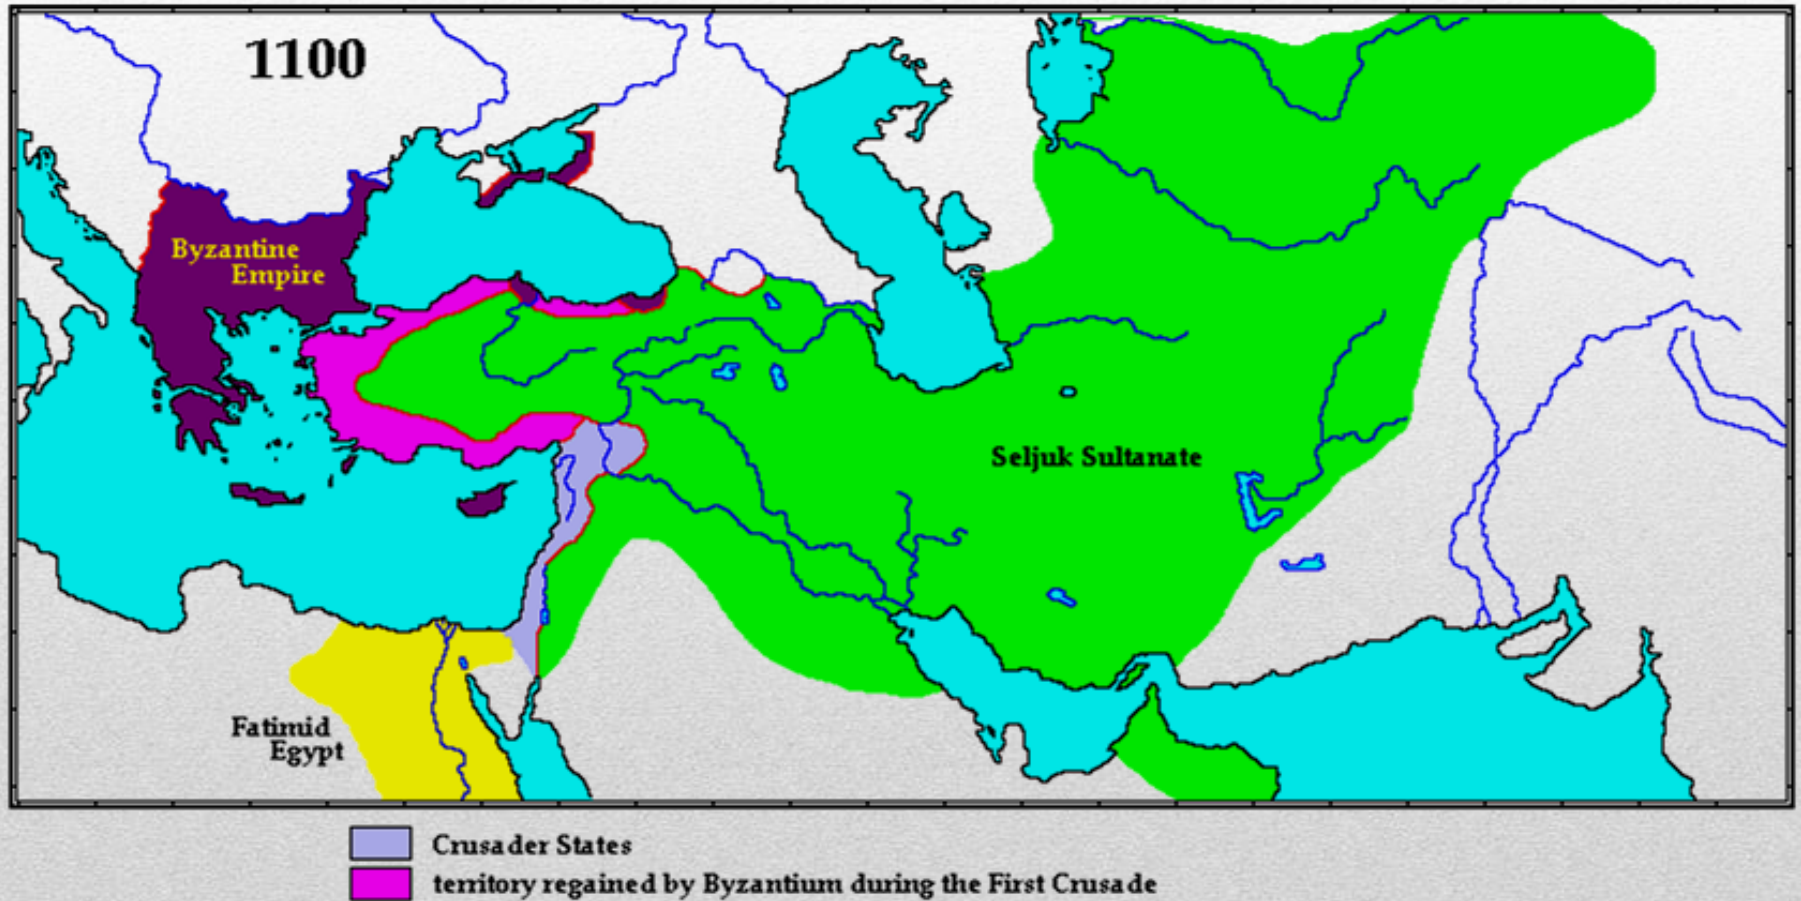 1100
Byzantine
Empire
Seljuk Sultanate
Fatimid
Egypt
Crusader States
territory regained by Byzantium during the First Crusade